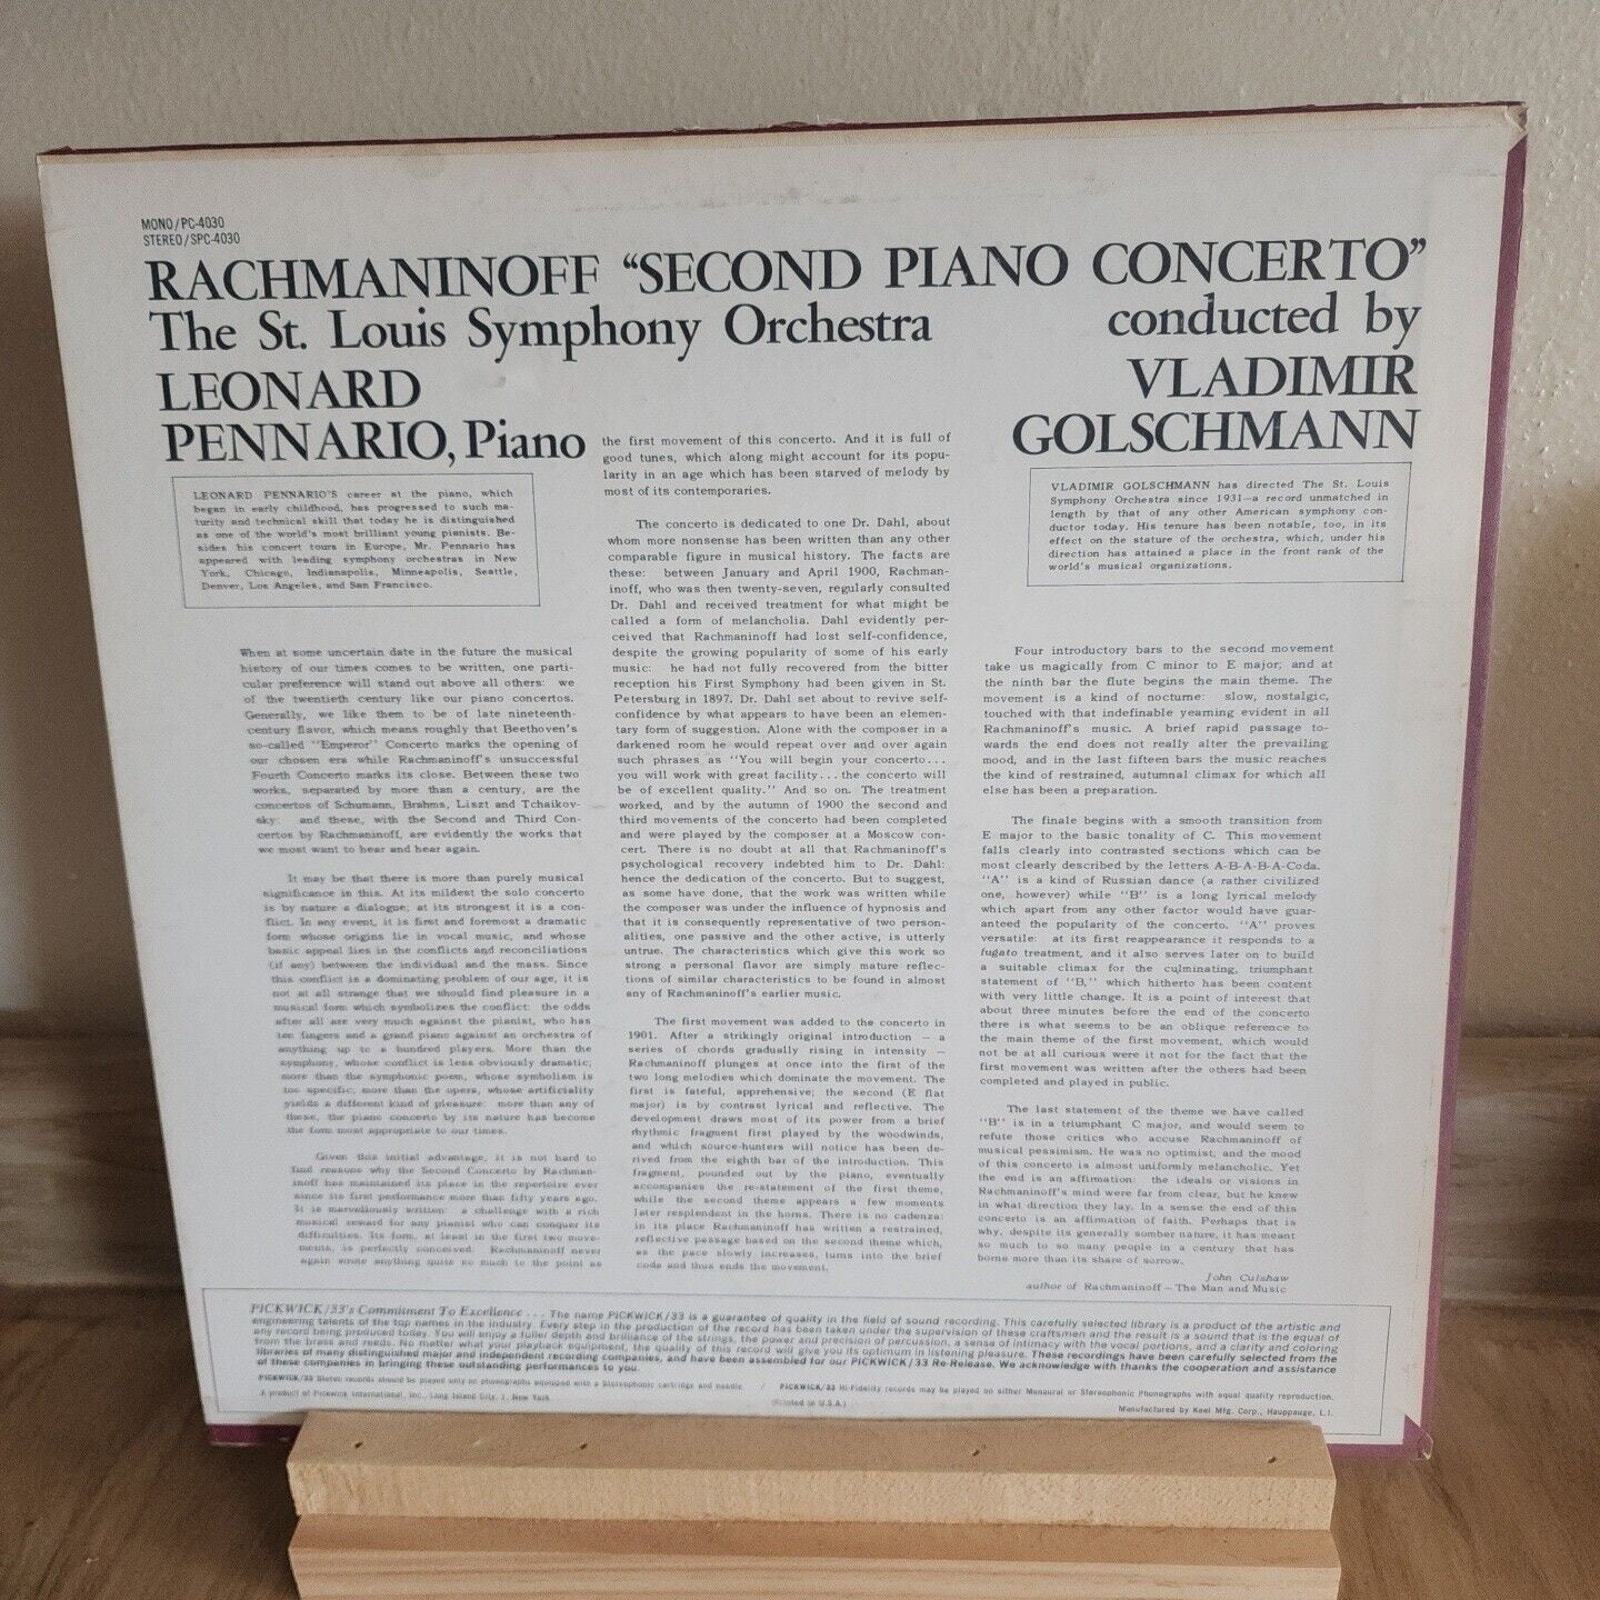 MONO/PC-4030
STEREO/SPC-4030
RACHMANINOFF “SECOND PIANO CONCERTO”
The St. Louis Symphony Orchestra
conducted by
LEONARD
PENNARIO, Piano
VLADIMIR
GOLSCHMANN
LEONARD PENNARIO'S career at the piano, which
began in early childhood, has progressed to such ma-
turity and technical skill that today he is distinguished
as one of the world's most brilliant young pianists. Be-
sides his concert tours in Europe, Mr. Pennario has
appeared with leading symphony orchestras in New
York, Chicago, Indianapolis, Minneapolis, Seattle,
Denver, Los Angeles, and San Francisco.
When at some uncertain date in the future the musical
history of our times comes to be written, one parti-
cular preference will stand out above all others: we
of the twentieth century like our piano concertos.
Generally, we like them to be of late nineteenth-
century flavor, which means roughly that Beethoven's
so-called "Emperor" Concerto marks the opening of
our chosen era while Rachmaninoff's unsuccessful
Fourth Concerto marks its close. Between these two
works, separated by more than a century, are the
concertos of Schumann, Brahms, Liszt and Tchaikov-
sky: and these, with the Second and Third Con-
certos by Rachmaninoff, are evidently the works that
we most want to hear and hear again.
It may be that there is more than purely musical
significance in this. At its mildest the solo concerto
is by nature a dialogue; at its strongest it is a con-
flict. In any event, it is first and foremost a dramatic
form whose origins lie in vocal music, and whose
basic appeal lies in the conflicts and reconciliations
(if any) between the individual and the mass. Since
this conflict is a dominating problem of our age, it is
not at all strange that we should find pleasure in a
musical form which symbolizes the conflict: the odds
after all are very much against the pianist, who has
ten fingers and a grand piano against an orchestra of
anything up to a hundred players. More than the
symphony, whose conflict is less obviously dramatic,
more than the symphonic poem, whose symbolism is
too specific, more than the opera, whose artificiality
yields a different kind of pleasure: more than any of
these, the piano concerto by its nature has become
the form most appropriate to our times.
Given this initial advantage, it is not hard to
find reasons why the Second Concerto by Rachman-
inoff has maintained its place in the repertoire ever
since its first performance more than fifty years ago.
It is marvellously written: a challenge with a rich
musical reward for any pianist who can conquer its
difficulties. Its form, at least in the first two move-
ments, is perfectly conceived. Rachmaninoff never
again wrote anything quite so much to the point as
the first movement of this concerto. And it is full of
good tunes, which along might account for its popu-
larity in an age which has been starved of melody by
most of its contemporaries.
The concerto is dedicated to one Dr. Dahl, about
whom more nonsense has been written than any other
comparable figure in musical history. The facts are
these: between January and April 1900, Rachman-
inoff, who was then twenty-seven, regularly consulted
Dr. Dahl and received treatment for what might be
called a form of melancholia. Dahl evidently per-
ceived that Rachmaninoff had lost self-confidence,
despite the growing popularity of some of his early
music: he had not fully recovered from the bitter
reception his First Symphony had been given in St.
Petersburg in 1897. Dr. Dahl set about to revive self-
confidence by what appears to have been an elemen-
tary form of suggestion. Alone with the composer in a
darkened room he would repeat over and over again
such phrases as "You will begin your concerto...
you will work with great facility...the concerto will
be of excellent quality." And so on. The treatment
worked, and by the autumn of 1900 the second and
third movements of the concerto had been completed
and were played by the composer at a Moscow con-
cert. There is no doubt at all that Rachmaninoff's
psychological recovery indebted him to Dr. Dahl:
hence the dedication of the concerto. But to suggest,
as some have done, that the work was written while
the composer was under the influence of hypnosis and
that it is consequently representative of two person-
alities, one passive and the other active, is utterly
untrue. The characteristics which give this work so
strong a personal flavor are simply mature reflec-
tions of similar characteristics to be found in almost
any of Rachmaninoff's earlier music.
The first movement was added to the concerto in
1901. After a strikingly original introduction — a
series of chords gradually rising in intensity —
Rachmaninoff plunges at once into the first of the
two long melodies which dominate the movement. The
first is fateful, apprehensive; the second (E flat
major) is by contrast lyrical and reflective. The
development draws most of its power from a brief
rhythmic fragment first played by the woodwinds,
and which source-hunters will notice has been de-
rived from the eighth bar of the introduction. This
fragment, pounded out by the piano, eventually
accompanies the re-statement of the first theme,
while the second theme appears a few moments
later resplendent in the horns. There is no cadenza:
in its place Rachmaninoff has written a restrained,
reflective passage based on the second theme which,
as the pace slowly increases, turns into the brief
coda and thus ends the movement.
VLADIMIR GOLSCHMANN has directed The St. Louis
Symphony Orchestra since 1931—a record unmatched in
length by that of any other American symphony con-
ductor today. His tenure has been notable, too, in its
effect on the stature of the orchestra, which, under his
direction has attained a place in the front rank of the
world's musical organizations.
Four introductory bars to the second movement
take us magically from C minor to E major; and at
the ninth bar the flute begins the main theme. The
movement is a kind of nocturne: slow, nostalgic,
touched with that indefinable yearning evident in all
Rachmaninoff's music. A brief rapid passage to-
wards the end does not really alter the prevailing
mood, and in the last fifteen bars the music reaches
the kind of restrained, autumnal climax for which all
else has been a preparation.
The finale begins with a smooth transition from
E major to the basic tonality of C. This movement
falls clearly into contrasted sections which can be
most clearly described by the letters A-B-A-B-A-Coda.
"A" is a kind of Russian dance (a rather civilized
one, however) while "B" is a long lyrical melody
which apart from any other factor would have guar-
anteed the popularity of the concerto. "A" proves
versatile: at its first reappearance it responds to a
fugato treatment, and it also serves later on to build
a suitable climax for the culminating, triumphant
statement of "B," which hitherto has been content
with very little change. It is a point of interest that
about three minutes before the end of the concerto
there is what seems to be an oblique reference to
the main theme of the first movement, which would
not be at all curious were it not for the fact that the
first movement was written after the others had been
completed and played in public.
The last statement of the theme we have called
"B" is in a triumphant C major, and would seem to
refute those critics who accuse Rachmaninoff of
musical pessimism. He was no optimist; and the mood
of this concerto is almost uniformly melancholic. Yet
the end is an affirmation: the ideals or visions in
Rachmaninoff's mind were far from clear, but he knew
in what direction they lay. In a sense the end of this
concerto is an affirmation of faith. Perhaps that is
why, despite its generally somber nature, it has meant
so much to so many people in a century that has
borne more than its share of sorrow.
John Culshaw
author of Rachmaninoff — The Man and Music
PICKWICK/33's Commitment To Excellence . . . The name PICKWICK/33 is a guarantee of quality in the field of sound recording. This carefully selected library is a product of the artistic and
engineering talents of the top names in the industry. Every step in the production of the record has been taken under the supervision of these craftsmen and the result is a sound that is the equal of
any record being produced today. You will enjoy a fuller depth and brilliance of the strings, the power and precision of percussion, a sense of intimacy with the vocal portions, and a clarity and coloring
from the brass and reeds. No matter what your playback equipment, the quality of this record will give you its optimum in listening pleasure. These recordings have been carefully selected from the
libraries of many distinguished major and independent recording companies, and have been assembled for our PICKWICK/33 Re-Release. We acknowledge with thanks the cooperation and assistance
of these companies in bringing these outstanding performances to you.
PICKWICK/33 Stereo records should be played only on phonographs equipped with a Stereophonic cartridge and needle. / PICKWICK/33 Hi-Fidelity records may be played on either Monaural or Stereophonic Phonographs with equal quality reproduction.
A product of Pickwick International, Inc., Long Island City, 1, New York
(Printed in U.S.A.)
Manufactured by Keel Mfg. Corp., Hauppauge, L.I.